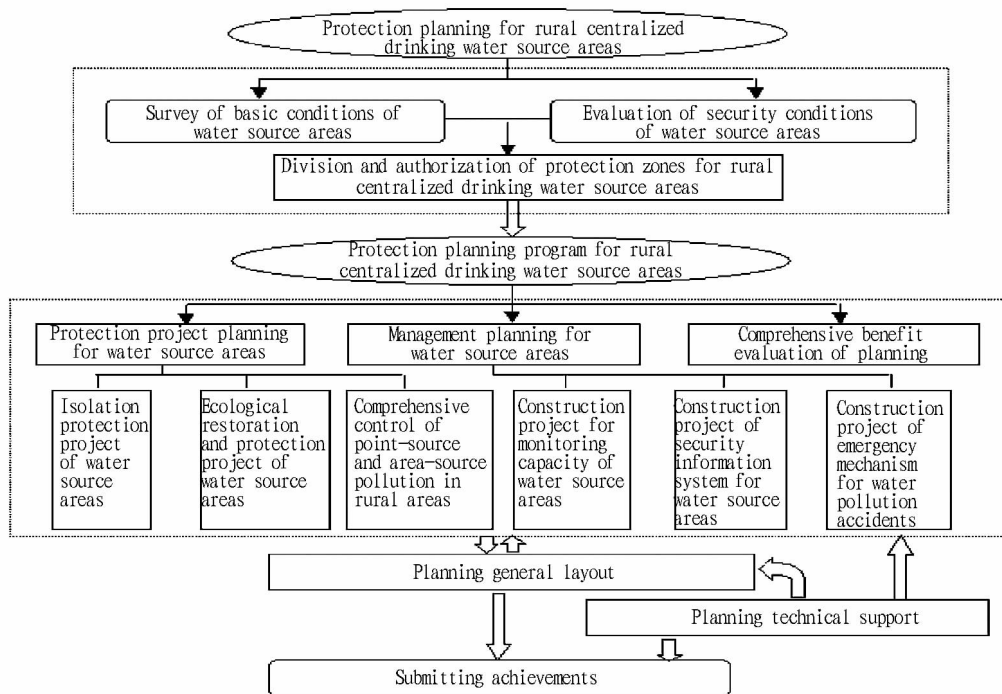 Protection planning for rural centralized
drinking water source areas
Survey of basic conditions of
water source areas
Evaluation of security conditions
of water source areas
Division and authorization of protection zones for rural
centralized drinking water source areas
Protection planning program for rural
centralized drinking water source areas
Protection project planning
for water source areas
Management planning for
water source areas
Comprehensive benefit
evaluation of planning
Isolation
protection
project
of water
source
areas
Ecological
restoration
and protection
project of
water source
areas
Comprehensive
control of
point-source
and area-source
pollution in
rural areas
Construction
project for
monitoring
capacity of
water source
areas
Construction
project of
security
information
system for
water source
areas
Construction
project of
emergency
mechanism
for water
pollution
accidents
Planning general layout
Planning technical support
Submitting achievements